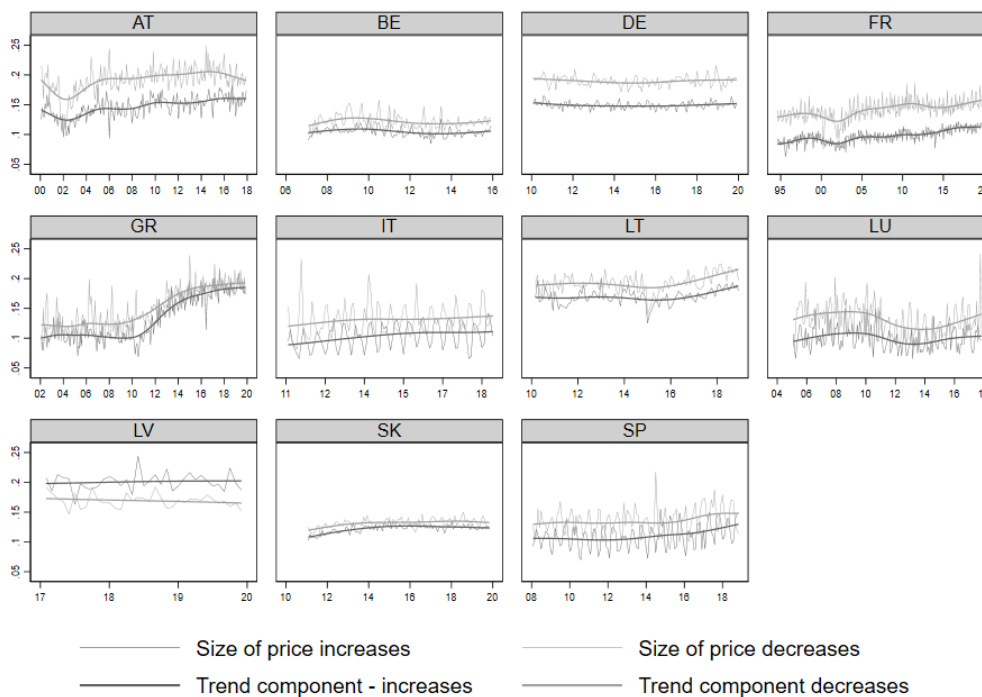 AT BE DE FR
.05 .1 .15 .2 .25
00 02 04 06 08 10 12 14 16 18
06 08 10 12 14 16
10 12 14 16 18 20
95 00 05 10 15
GR IT LT LU
.05 .1 .15 .2 .25
02 04 06 08 10 12 14 16 18 20
11 12 14 15 17 18
10 12 14 16 18
04 06 08 10 12 14 16
LV SK SP
.05 .1 .15 .2 .25
17 18 19 20
10 12 14 16 18 20
08 10 12 14 16 18
Size of price increases Size of price decreases
Trend component - increases Trend component decreases